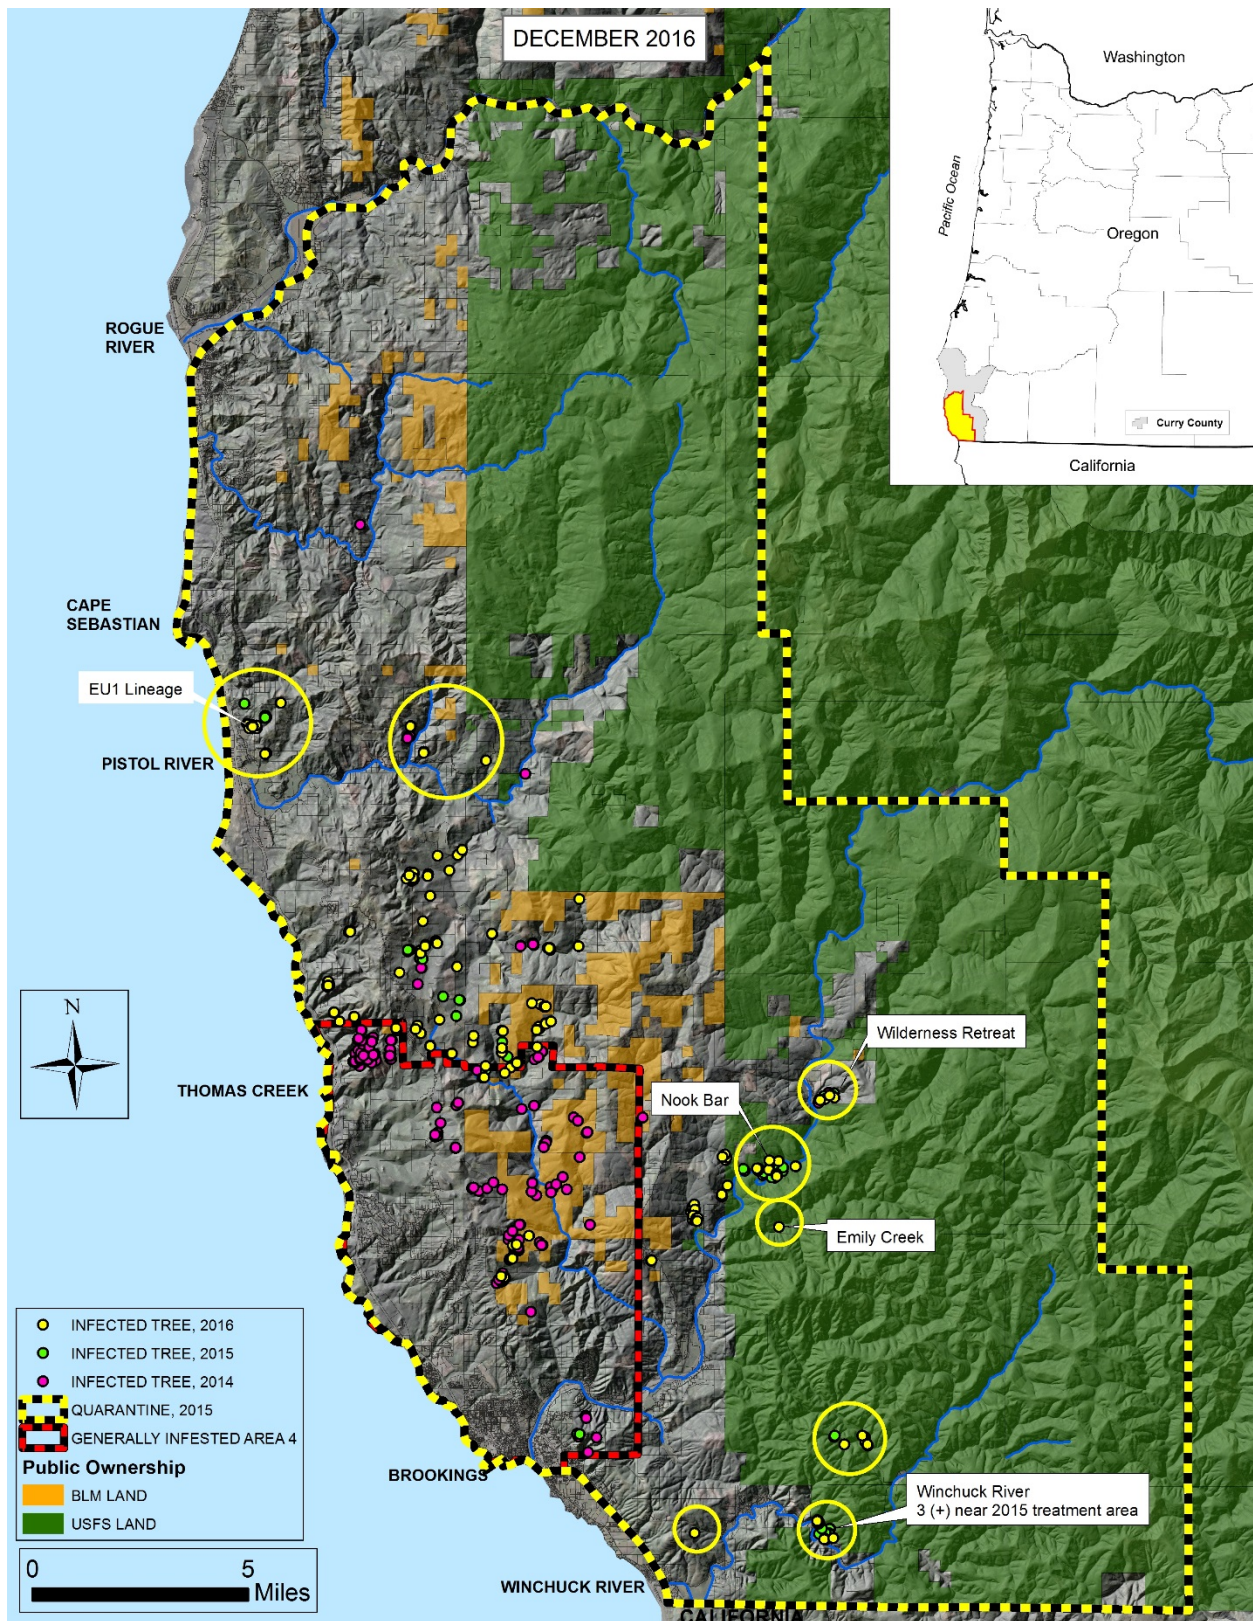 DECEMBER 2016
Washington
Pacific Ocean
Oregon
Curry County
California
ROGUE
RIVER
CAPE
SEBASTIAN
EU1 Lineage
PISTOL RIVER
N
Wilderness Retreat
THOMAS CREEK
Nook Bar
Emily Creek
INFECTED TREE, 2016
INFECTED TREE, 2015
INFECTED TREE, 2014
QUARANTINE, 2015
GENERALLY INFESTED AREA 4
Public Ownership
BLM LAND
USFS LAND
BROOKINGS
Winchuck River
3 (+) near 2015 treatment area
0 5
Miles
WINCHUCK RIVER
CALIFORNIA